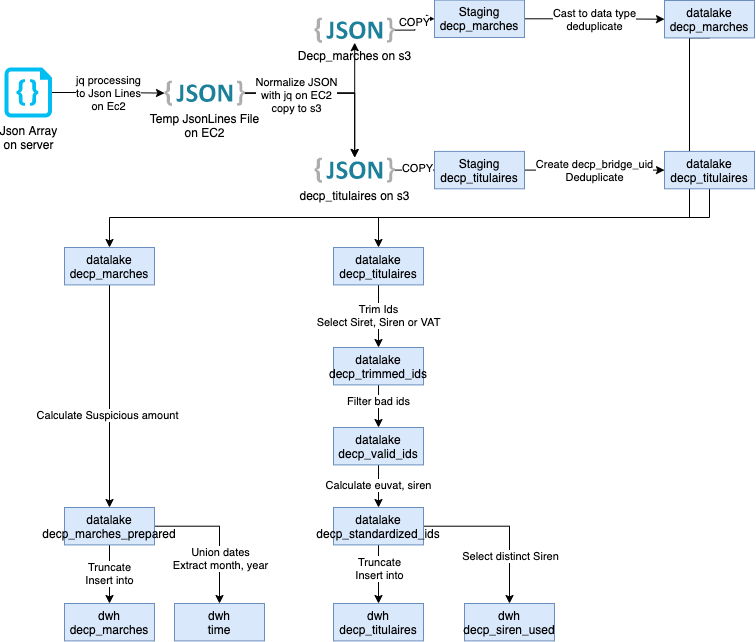 {JSON}
Decp_marches on s3
COPY
Staging
decp_marches
Cast to data type
deduplicate
datalake
decp_marches
{}
Json Array
on server
jq processing
to Json Lines
on Ec2
{JSON}
Temp JsonLines File
on EC2
Normalize JSON
with jq on EC2
copy to s3
{JSON}
decp_titulaires on s3
COPY
Staging
decp_titulaires
Create decp_bridge_uid
Deduplicate
datalake
decp_titulaires
datalake
decp_marches
datalake
decp_titulaires
Trim Ids
Select Siret, Siren or VAT
datalake
decp_trimmed_ids
Filter bad ids
Calculate Suspicious amount
datalake
decp_valid_ids
Calculate euvat, siren
datalake
decp_marches_prepared
datalake
decp_standardized_ids
Truncate
Insert into
Union dates
Extract month, year
Truncate
Insert into
Select distinct Siren
dwh
decp_marches
dwh
time
dwh
decp_titulaires
dwh
decp_siren_used